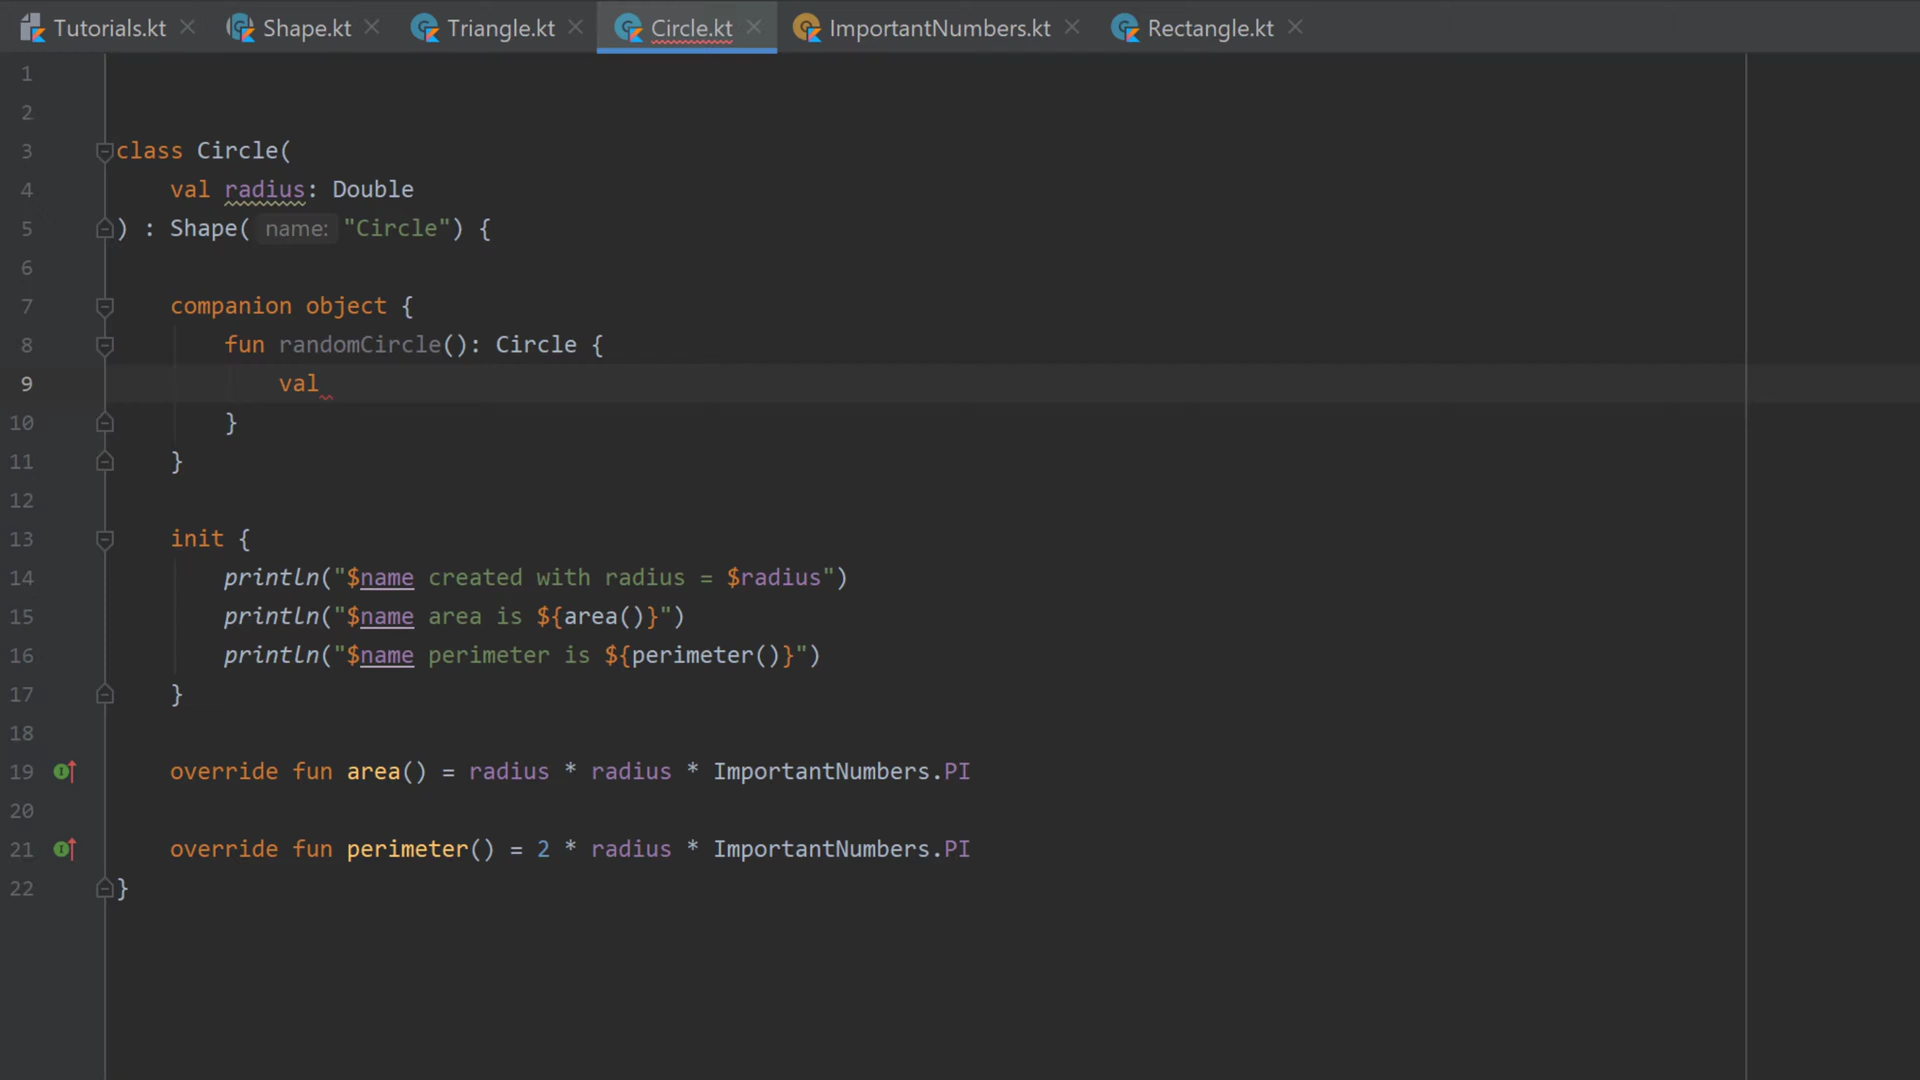 Tutorials.kt Shape.kt Triangle.kt Circle.kt ImportantNumbers.kt Rectangle.kt
1
2
3 class Circle(
4 val radius: Double
5 ) : Shape( name: "Circle") {
6
7 companion object {
8 fun randomCircle(): Circle {
9 val
10 }
11 }
12
13 init {
14 println("$name created with radius = $radius")
15 println("$name area is ${area()}")
16 println("$name perimeter is ${perimeter()}")
17 }
18
19 override fun area() = radius * radius * ImportantNumbers.PI
20
21 override fun perimeter() = 2 * radius * ImportantNumbers.PI
22 }